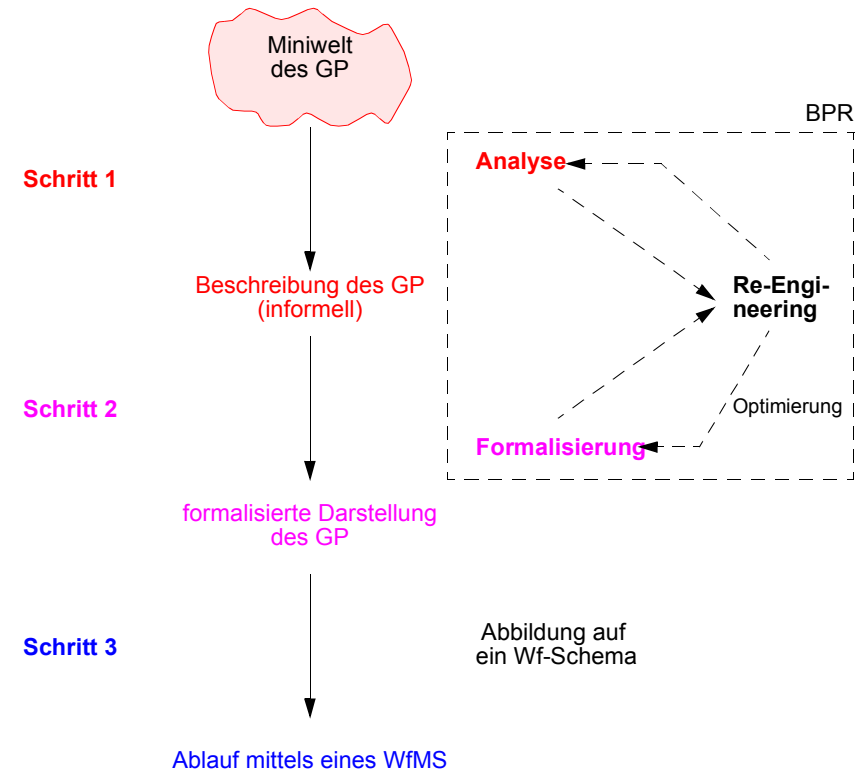 Miniwelt
des GP
BPR
Schritt 1
Analyse
Beschreibung des GP
(informell)
Re-Engi-
neering
Schritt 2
Optimierung
Formalisierung
formalisierte Darstellung
des GP
Schritt 3
Abbildung auf
ein Wf-Schema
Ablauf mittels eines WfMS